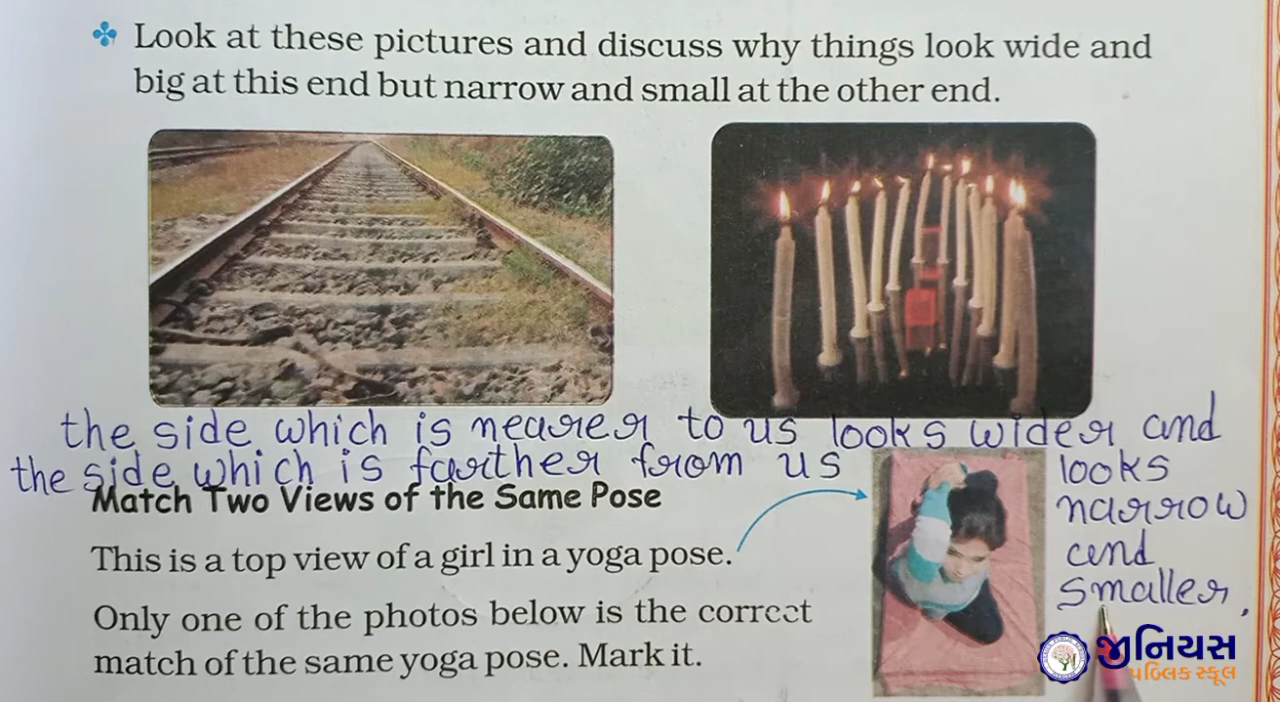 Look at these pictures and discuss why things look wide and
big at this end but narrow and small at the other end.
the side which is nearer to us looks wider and
the side which is farther from us looks
narrow
and
smaller.
Match Two Views of the Same Pose
This is a top view of a girl in a yoga pose.
Only one of the photos below is the correct
match of the same yoga pose. Mark it.
જીનિયસ
પબ્લિક સ્કૂલ